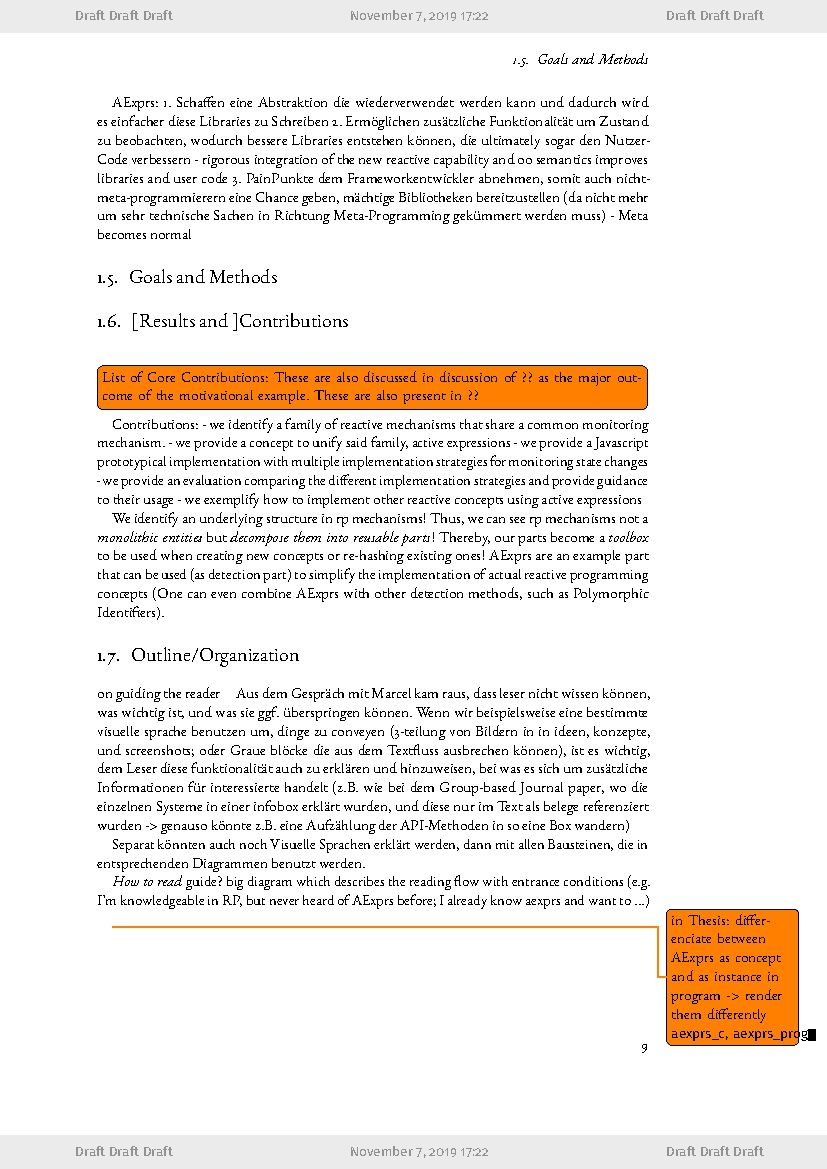 Draft Draft Draft November 7, 2019 17:22 Draft Draft Draft
1.5. Goals and Methods
AExprs: 1. Schaffen eine Abstraktion die wiederverwendet werden kann und dadurch wird
es einfacher diese Libraries zu Schreiben 2. Ermöglichen zusätzliche Funktionalität um Zustand
zu beobachten, wodurch bessere Libraries entstehen können, die ultimately sogar den Nutzer-
Code verbessern - rigorous integration of the new reactive capability and oo semantics improves
libraries and user code 3. PainPunkte dem Frameworkentwickler abnehmen, somit auch nicht-
meta-programmierern eine Chance geben, mächtige Bibliotheken bereitzustellen (da nicht mehr
um sehr technische Sachen in Richtung Meta-Programming gekümmert werden muss) - Meta
becomes normal
1.5. Goals and Methods
1.6. [Results and ]Contributions
List of Core Contributions: These are also discussed in discussion of ?? as the major out-
come of the motivational example. These are also present in ??
Contributions: - we identify a family of reactive mechanisms that share a common monitoring
mechanism. - we provide a concept to unify said family, active expressions - we provide a Javascript
prototypical implementation with multiple implementation strategies for monitoring state changes
- we provide an evaluation comparing the different implementation strategies and provide guidance
to their usage - we exemplify how to implement other reactive concepts using active expressions
We identify an underlying structure in rp mechanisms! Thus, we can see rp mechanisms not a
monolithic entities but decompose them into reusable parts! Thereby, our parts become a toolbox
to be used when creating new concepts or re-hashing existing ones! AExprs are an example part
that can be used (as detection part) to simplify the implementation of actual reactive programming
concepts (One can even combine AExprs with other detection methods, such as Polymorphic
Identifiers).
1.7. Outline/Organization
on guiding the reader Aus dem Gespräch mit Marcel kam raus, dass leser nicht wissen können,
was wichtig ist, und was sie ggf. überspringen können. Wenn wir beispielsweise eine bestimmte
visuelle sprache benutzen um, dinge zu conveyen (3-teilung von Bildern in in ideen, konzepte,
und screenshots; oder Graue blöcke die aus dem Textfluss ausbrechen können), ist es wichtig,
dem Leser diese funktionalität auch zu erklären und hinzuweisen, bei was es sich um zusätzliche
Informationen für interessierte handelt (z.B. wie bei dem Group-based Journal paper, wo die
einzelnen Systeme in einer infobox erklärt wurden, und diese nur im Text als belege referenziert
wurden -> genauso könnte z.B. eine Aufzählung der API-Methoden in so eine Box wandern)
Separat könnten auch noch Visuelle Sprachen erklärt werden, dann mit allen Bausteinen, die in
entsprechenden Diagrammen benutzt werden.
How to read guide? big diagram which describes the reading flow with entrance conditions (e.g.
I'm knowledgeable in RP, but never heard of AExprs before; I already know aexprs and want to ...)
in Thesis: differ-
enciate between
AExprs as concept
and as instance in
program -> render
them differently
aexprs_c, aexprs_prog
9
Draft Draft Draft November 7, 2019 17:22 Draft Draft Draft